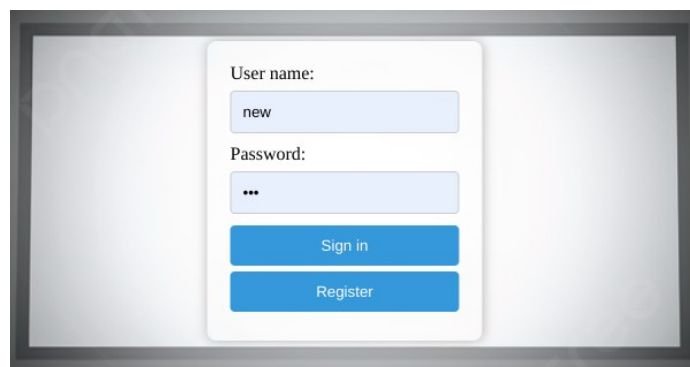 User name:
new
Password:
•••
Sign in
Register